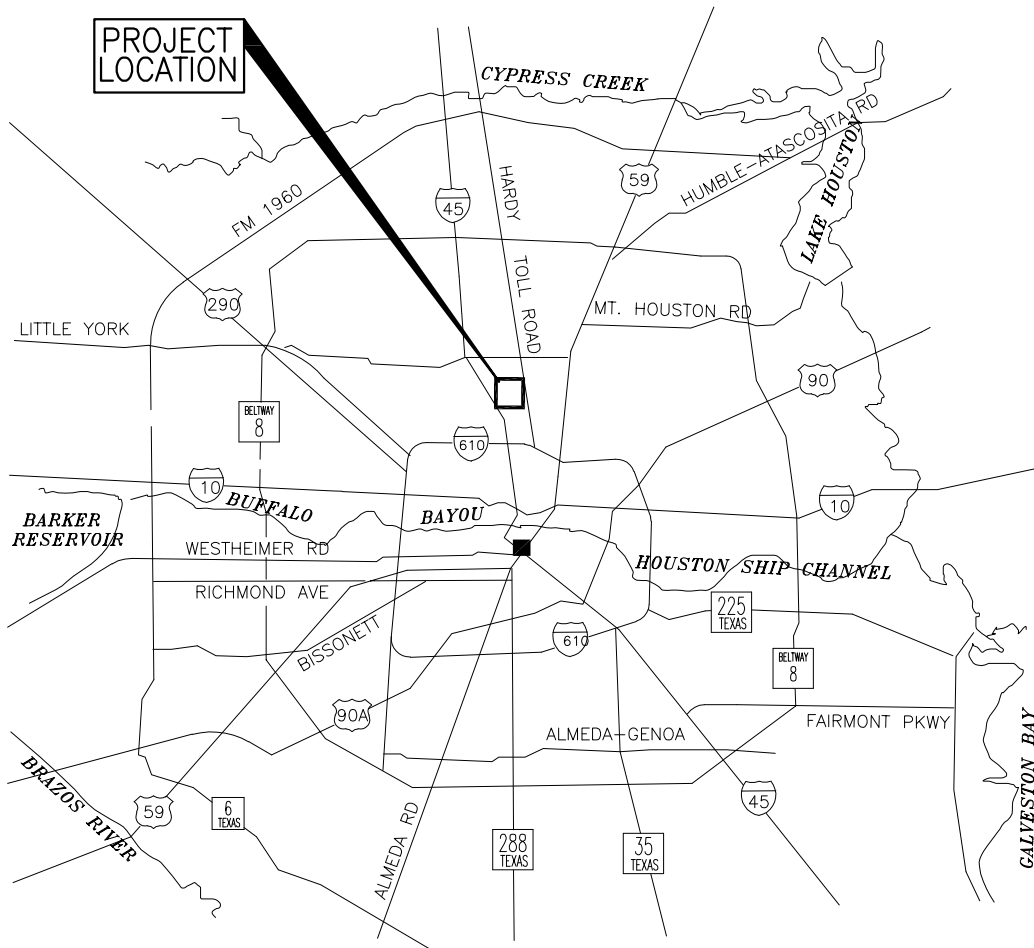 PROJECT
LOCATION
CYPRESS CREEK
HUMBLE-ATASCOSITA RD
LAKE HOUSTON
59
HARDY
TOLL ROAD
45
FM 1960
290
MT. HOUSTON RD
LITTLE YORK
90
BELTWAY
8
610
10
BUFFALO
BAYOU
10
BARKER
RESERVOIR
WESTHEIMER RD
HOUSTON SHIP CHANNEL
RICHMOND AVE
225
TEXAS
BISSONETT
610
BELTWAY
8
90A
ALMEDA-GENOA
FAIRMONT PKWY
GALVESTON BAY
BRAZOS RIVER
59
6
TEXAS
ALMEDA RD
288
TEXAS
35
TEXAS
45